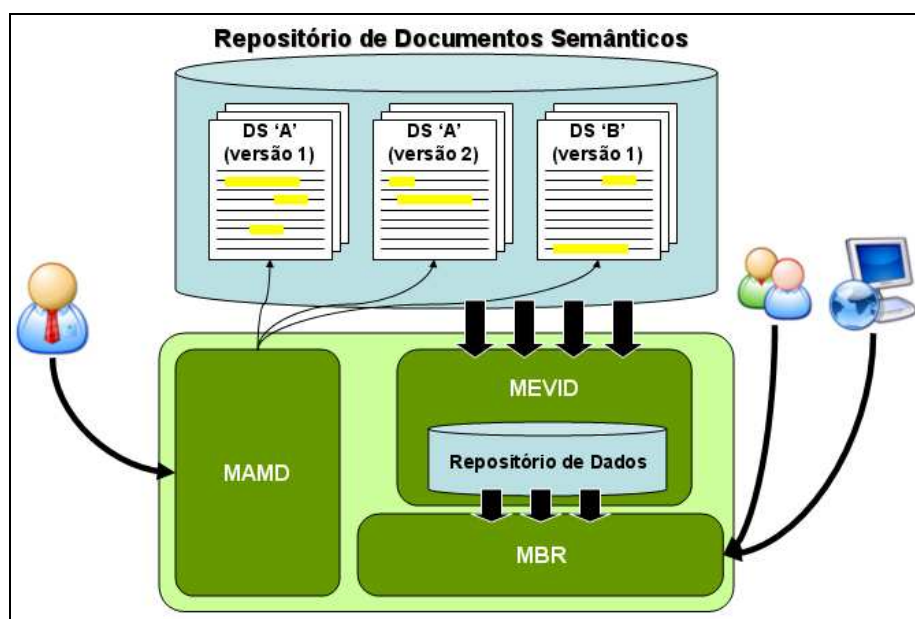 Repositório de Documentos Semânticos
DS ‘A’
(versão 1)
DS ‘A’
(versão 2)
DS ‘B’
(versão 1)
MAMD
MEVID
Repositório de Dados
MBR